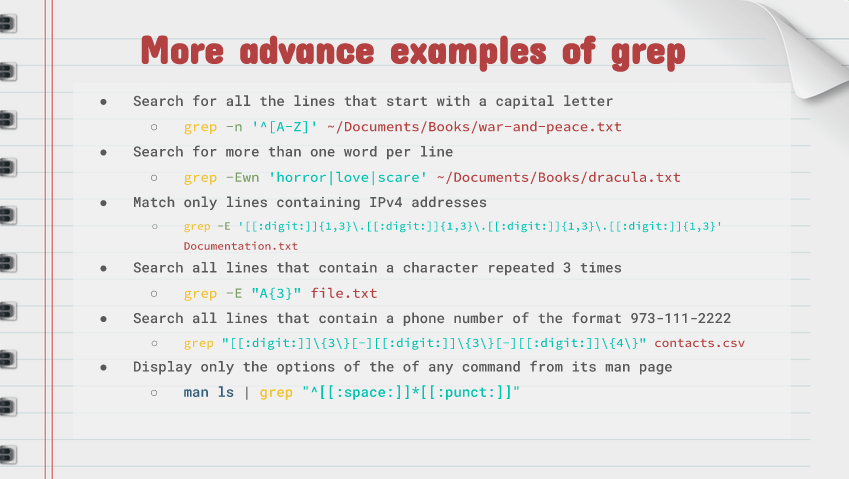 More advance examples of grep
● Search for all the lines that start with a capital letter
○ grep -n '^[A-Z]' ~/Documents/Books/war-and-peace.txt
● Search for more than one word per line
○ grep -Ewn 'horror|love|scare' ~/Documents/Books/dracula.txt
● Match only lines containing IPv4 addresses
○ grep -E '[[:digit:]]{1,3}\.[[:digit:]]{1,3}\.[[:digit:]]{1,3}\.[[:digit:]]{1,3}'
Documentation.txt
● Search all lines that contain a character repeated 3 times
○ grep -E "A{3}" file.txt
● Search all lines that contain a phone number of the format 973-111-2222
○ grep "[[:digit:]]\{3\}[-][[:digit:]]\{3\}[-][[:digit:]]\{4\}" contacts.csv
● Display only the options of the of any command from its man page
○ man ls | grep "^[[:space:]]*[[:punct:]]"